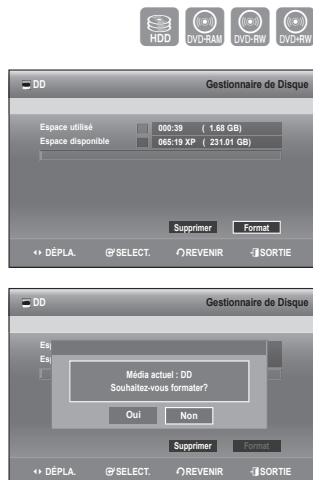 HDD DVD-RAM DVD-RW DVD+RW
DD Gestionnaire de Disque
Espace utilisé 000:39 ( 1.68 GB)
Espace disponible 065:19 XP ( 231.01 GB)
Supprimer Format
DÉPLA. SELECT. REVENIR SORTIE
DD Gestionnaire de Disque
Es
Es
Média actuel : DD
Souhaitez-vous formater?
Oui Non
Supprimer Format
DÉPLA. SELECT. REVENIR SORTIE